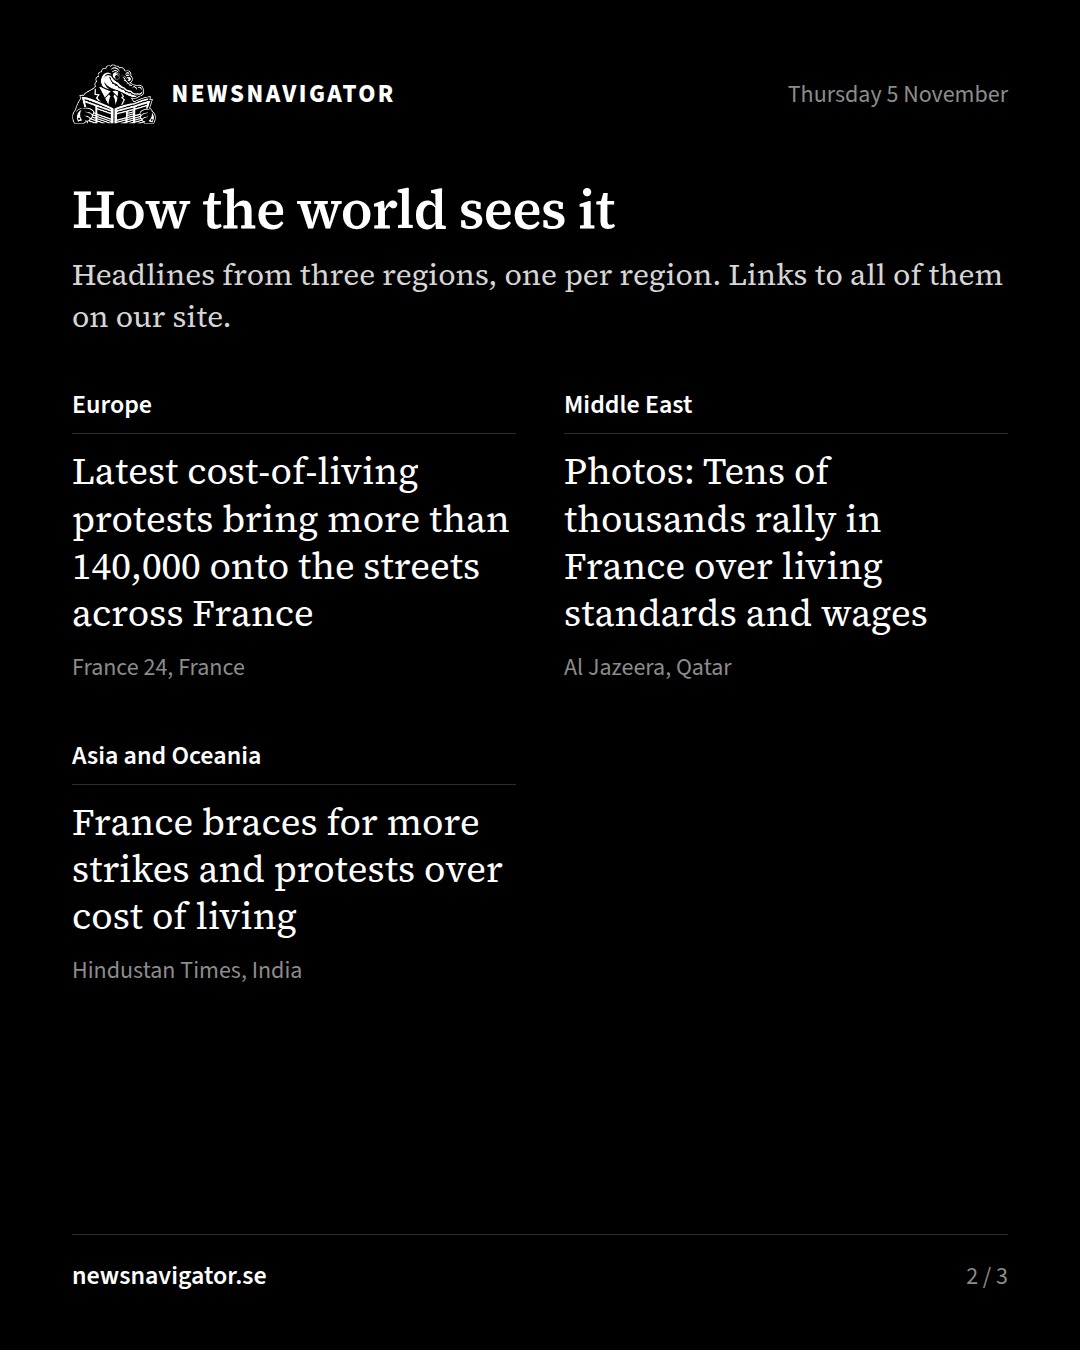 NEWSNAVIGATOR
Thursday 5 November
How the world sees it
Headlines from three regions, one per region. Links to all of them
on our site.
Europe
Latest cost-of-living
protests bring more than
140,000 onto the streets
across France
France 24, France
Middle East
Photos: Tens of
thousands rally in
France over living
standards and wages
Al Jazeera, Qatar
Asia and Oceania
France braces for more
strikes and protests over
cost of living
Hindustan Times, India
newsnavigator.se
2 / 3